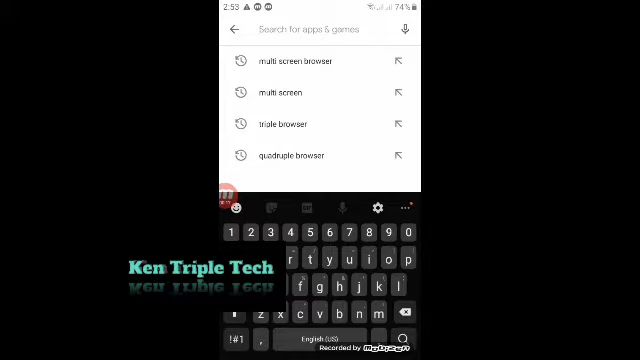 2:53
74%
Search for apps & games
multi screen browser
multi screen
triple browser
quadruple browser
1 2 3 4 5 6 7 8 9 0
r t y u i o p
f g h j k l
z x c v b n m
!#1 , English (US)
Ken Triple Tech
Recorded by Mobizen